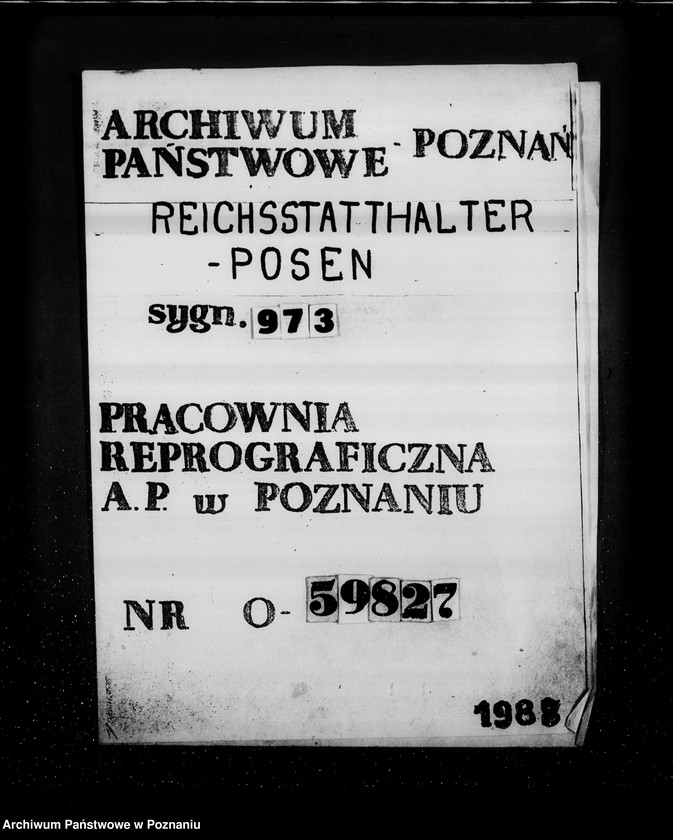 ARCHIWUM
PAŃSTWOWE - POZNAŃ
REICHSSTATTHALTER
-POSEN
sygn. 973
PRACOWNIA
REPROGRAFICZNA
A.P. w POZNANIU
NR O- 59827
1988
Archiwum Państwowe w Poznaniu